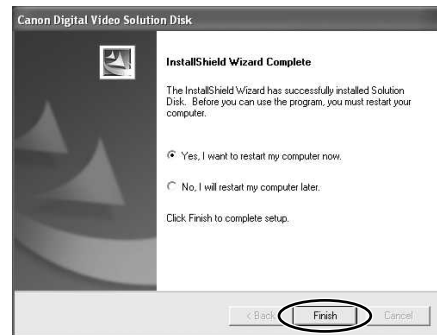 Canon Digital Video Solution Disk
InstallShield Wizard Complete
The InstallShield Wizard has successfully installed Solution
Disk. Before you can use the program, you must restart your
computer.
Yes, I want to restart my computer now.
No, I will restart my computer later.
Click Finish to complete setup.
< Back
Finish
Cancel